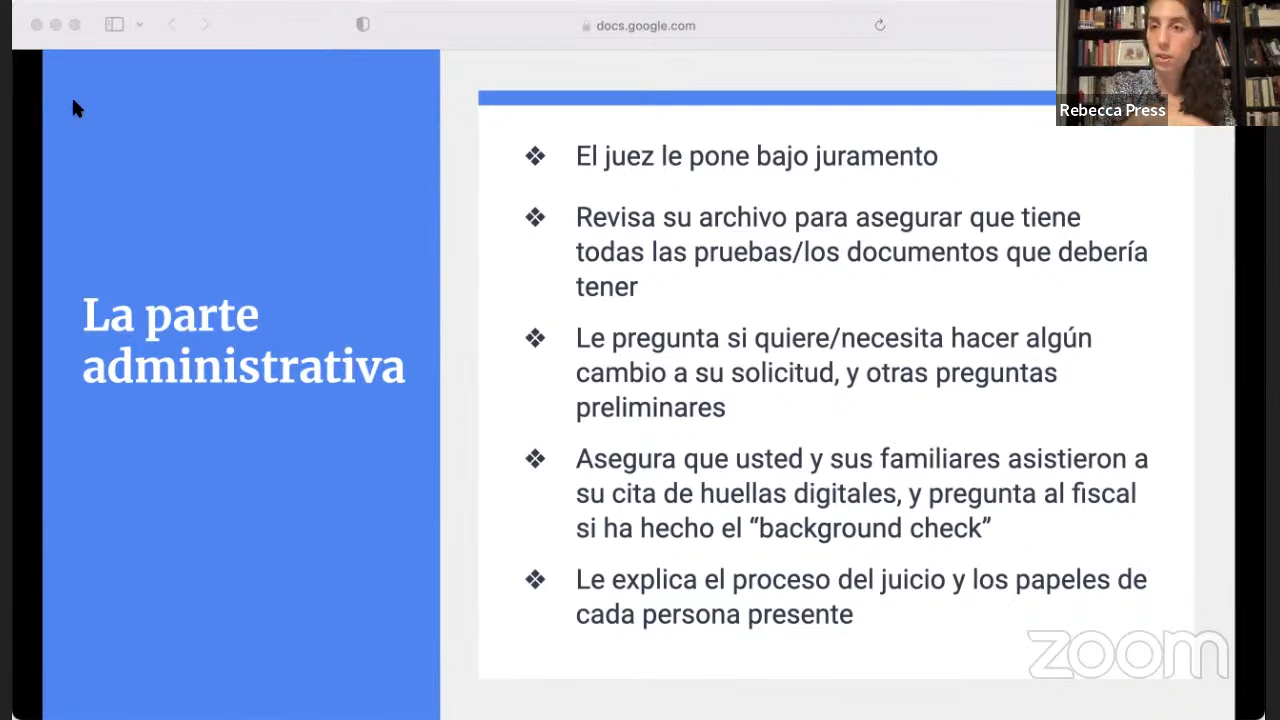 docs.google.com
Rebecca Press
La parte
administrativa
❖ El juez le pone bajo juramento
❖ Revisa su archivo para asegurar que tiene
todas las pruebas/los documentos que debería
tener
❖ Le pregunta si quiere/necesita hacer algún
cambio a su solicitud, y otras preguntas
preliminares
❖ Asegura que usted y sus familiares asistieron a
su cita de huellas digitales, y pregunta al fiscal
si ha hecho el “background check”
❖ Le explica el proceso del juicio y los papeles de
cada persona presente
zoom